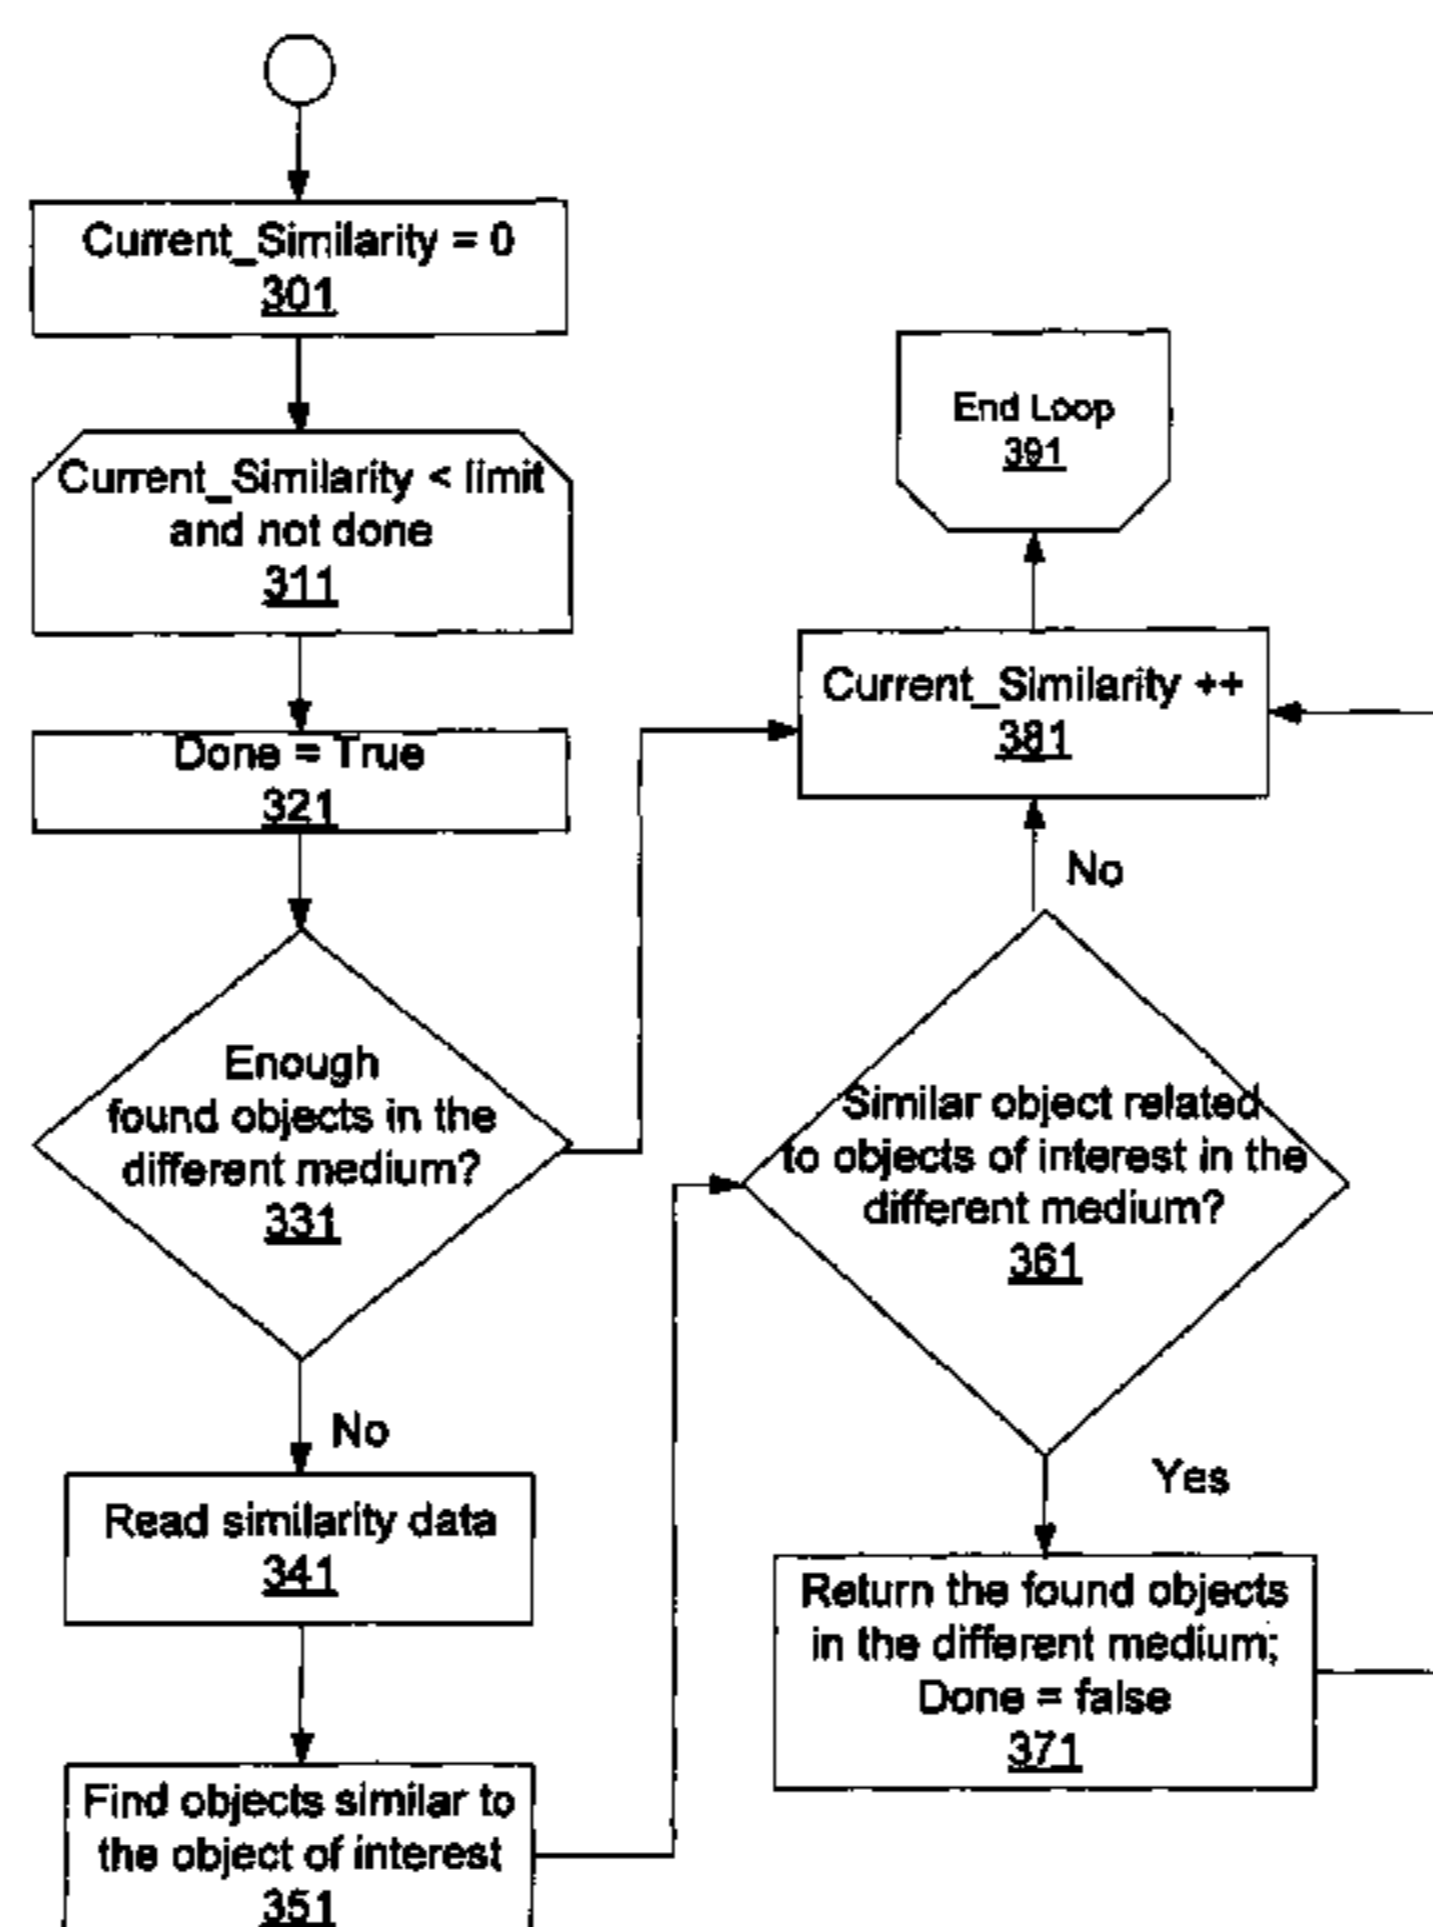 Current_Similarity = 0
301
Current_Similarity < limit
and not done
311
Done = True
321
Enough
found objects in the
different medium?
331
No
Read similarity data
341
Find objects similar to
the object of interest
351
End Loop
391
Current_Similarity ++
381
No
Similar object related
to objects of interest in the
different medium?
361
Yes
Return the found objects
in the different medium;
Done = false
371